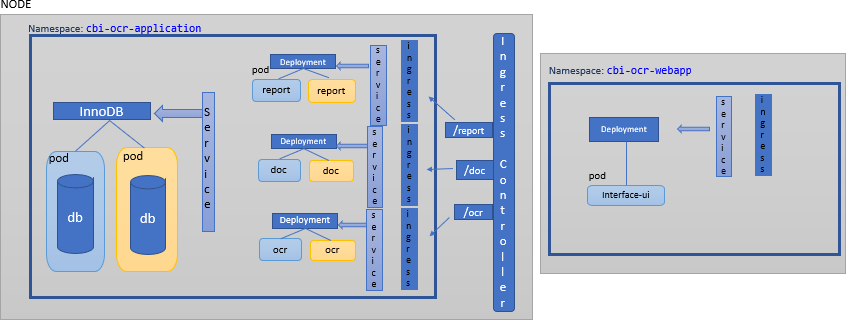 NODE
Namespace: cbi-ocr-application
InnoDB
Service
pod
db
pod
db
Deployment
pod
report
report
service
ingress
Deployment
doc
doc
service
ingress
Deployment
ocr
ocr
service
ingress
/report
/doc
/ocr
Ingress Controller
Namespace: cbi-ocr-webapp
Deployment
pod
Interface-ui
service
ingress